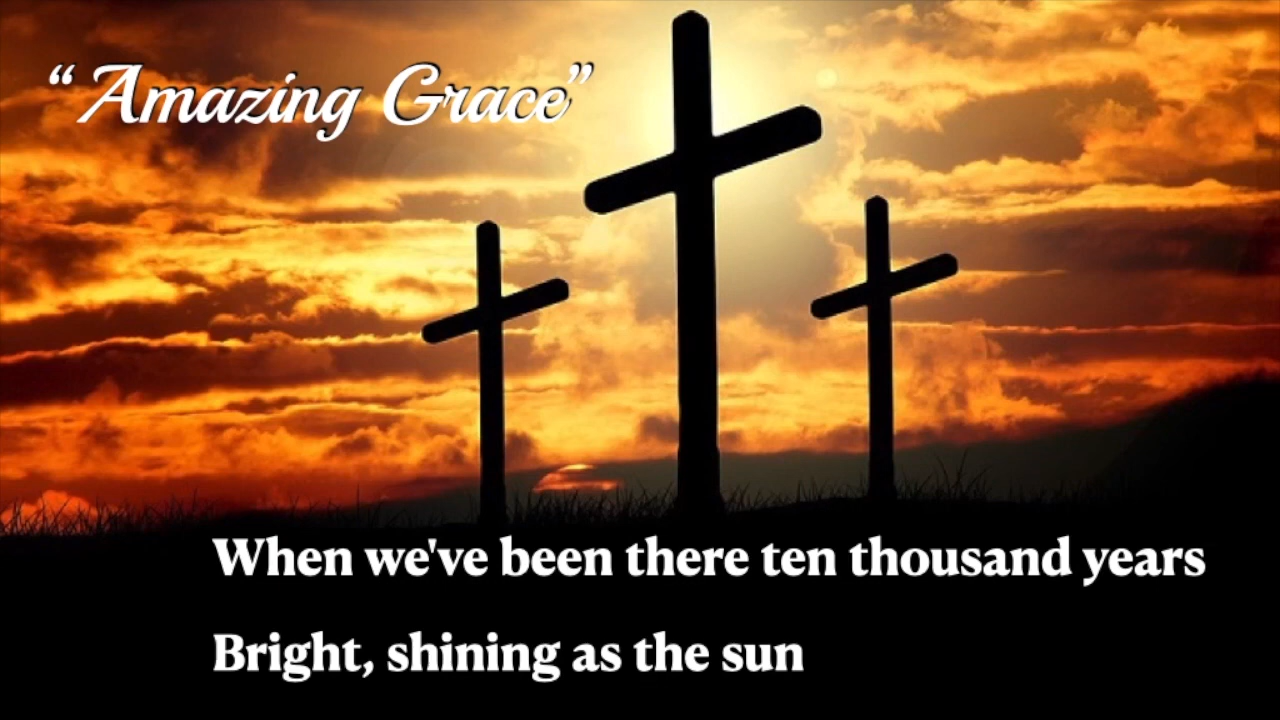 “Amazing Grace”
When we've been there ten thousand years
Bright, shining as the sun